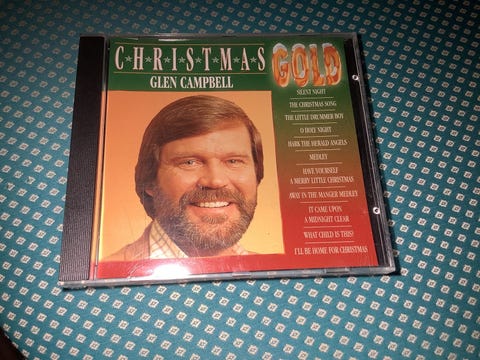 C★H★R★I★S★T★M★A★S
GOLD
GLEN CAMPBELL
SILENT NIGHT
THE CHRISTMAS SONG
THE LITTLE DRUMMER BOY
O HOLY NIGHT
HARK THE HERALD ANGELS
MEDLEY
HAVE YOURSELF
A MERRY LITTLE CHRISTMAS
AWAY IN THE MANGER MEDLEY
IT CAME UPON
A MIDNIGHT CLEAR
WHAT CHILD IS THIS?
I'LL BE HOME FOR CHRISTMAS